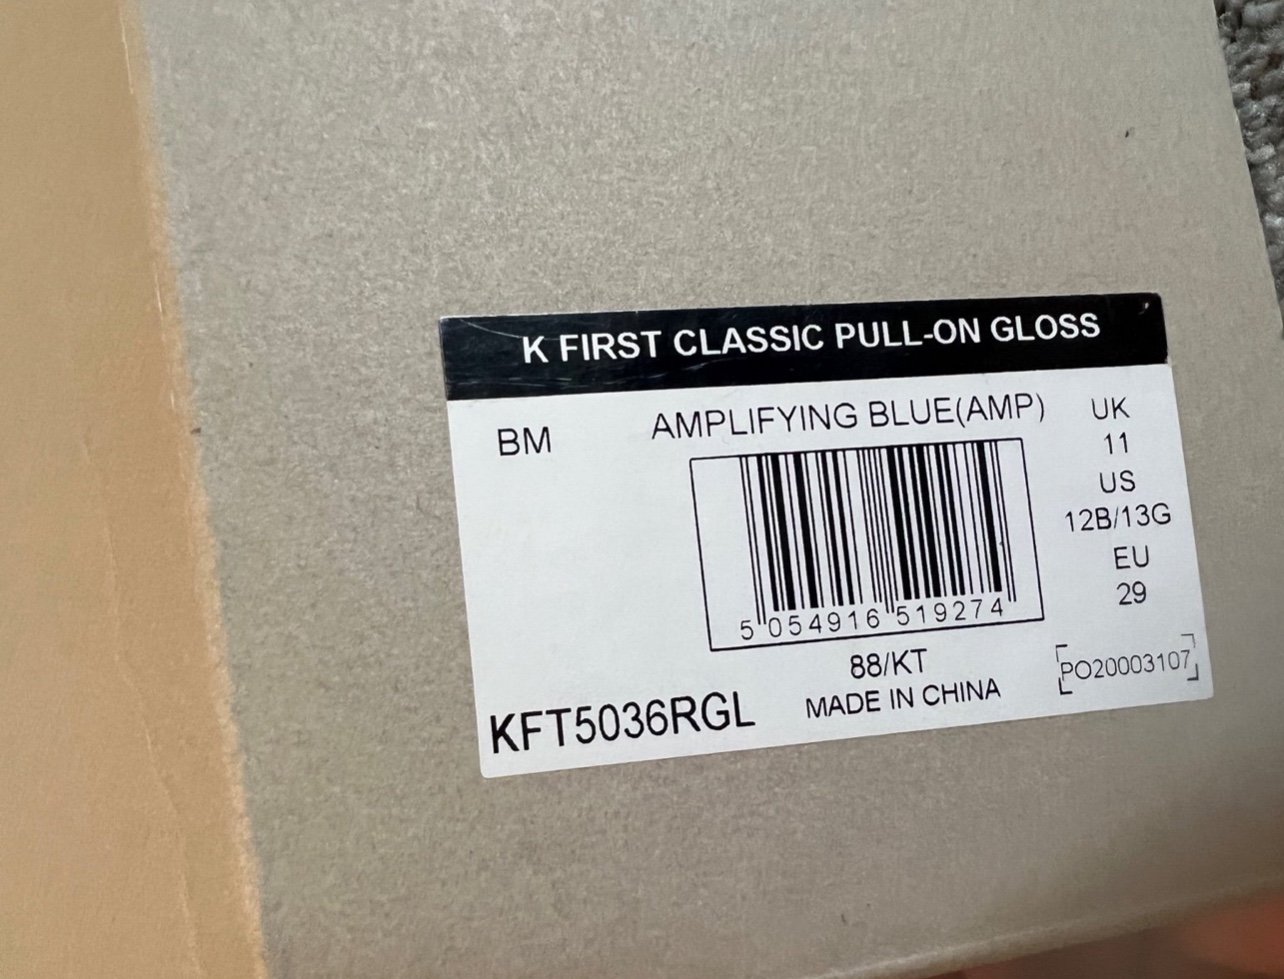 K FIRST CLASSIC PULL-ON GLOSS
BM
AMPLIFYING BLUE(AMP)
UK
11
US
12B/13G
EU
29
5 054916 519274
88/KT
MADE IN CHINA
PO20003107
KFT5036RGL